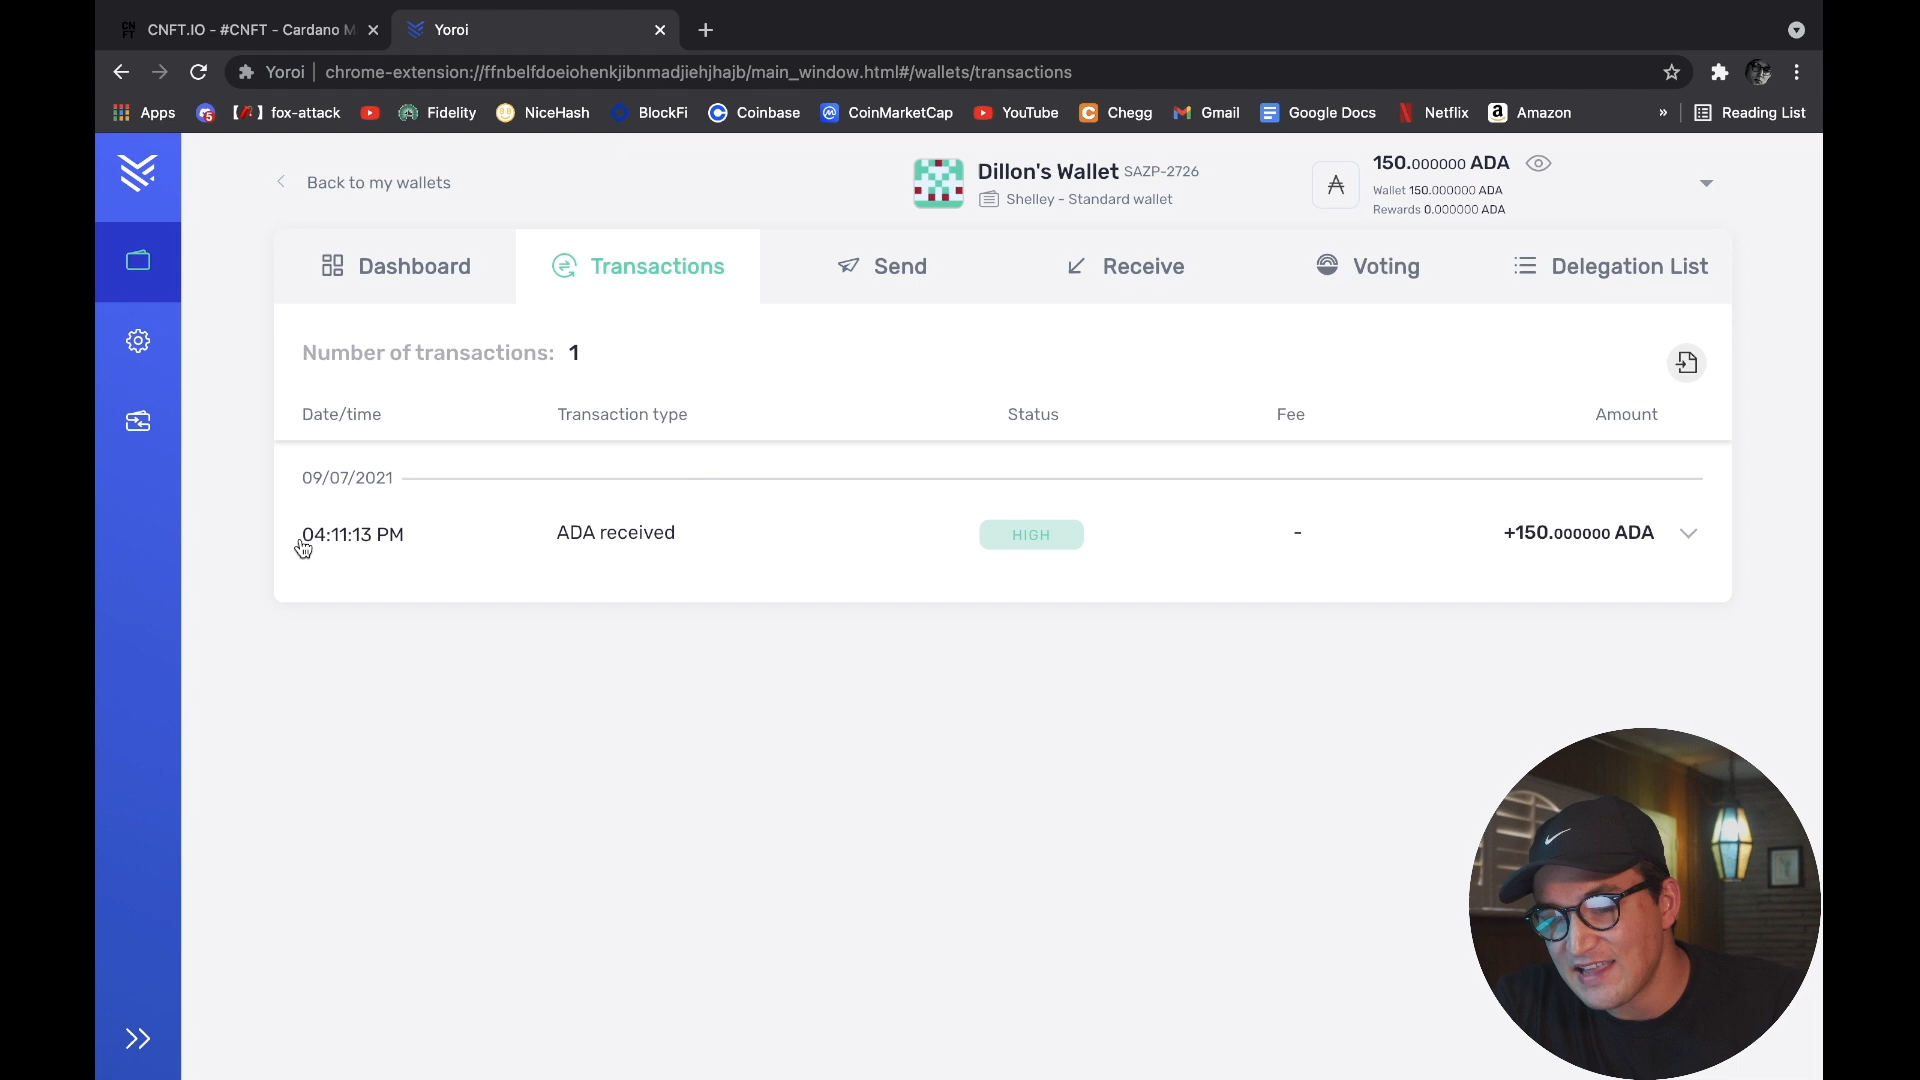 CNFT.IO - #CNFT - Cardano M
Yoroi
Yoroi | chrome-extension://ffnbelfdoeiohenkjibnmadjiehjhajb/main_window.html#/wallets/transactions
Apps 【 】fox-attack Fidelity NiceHash BlockFi Coinbase CoinMarketCap YouTube Chegg Gmail Google Docs Netflix Amazon » Reading List
Back to my wallets
Dillon's Wallet SAZP-2726
Shelley - Standard wallet
150.000000 ADA
Wallet 150.000000 ADA
Rewards 0.000000 ADA
Dashboard Transactions Send Receive Voting Delegation List
Number of transactions: 1
Date/time Transaction type Status Fee Amount
09/07/2021
04:11:13 PM ADA received HIGH - +150.000000 ADA